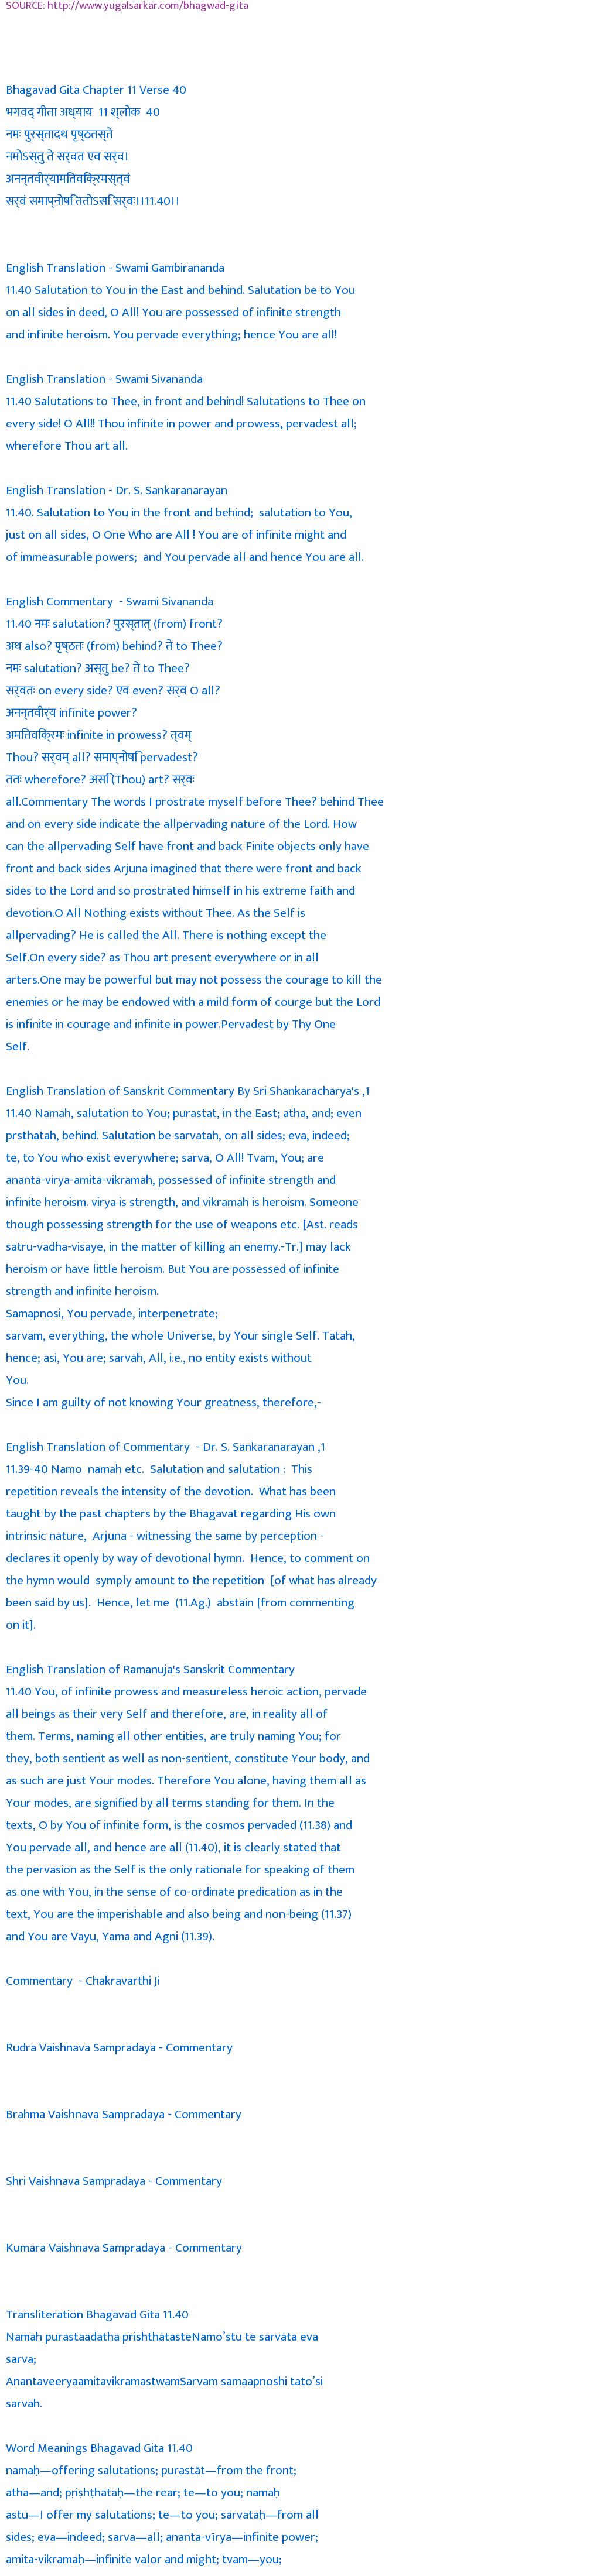 SOURCE: http://www.yugalsarkar.com/bhagwad-gita
Bhagavad Gita Chapter 11 Verse 40
भगवद् गीता अध्याय 11 श्लोक 40
नमः पुरस्तादथ पृष्ठतस्ते
नमोऽस्तु ते सर्वत एव सर्व।
अनन्तवीर्यामितविक्रमस्त्वं
सर्वं समाप्नोषि ततोऽसि सर्वः।।11.40।।
English Translation - Swami Gambirananda
11.40 Salutation to You in the East and behind. Salutation be to You
on all sides in deed, O All! You are possessed of infinite strength
and infinite heroism. You pervade everything; hence You are all!
English Translation - Swami Sivananda
11.40 Salutations to Thee, in front and behind! Salutations to Thee on
every side! O All!! Thou infinite in power and prowess, pervadest all;
wherefore Thou art all.
English Translation - Dr. S. Sankaranarayan
11.40. Salutation to You in the front and behind; salutation to You,
just on all sides, O One Who are All ! You are of infinite might and
of immeasurable powers; and You pervade all and hence You are all.
English Commentary - Swami Sivananda
11.40 नमः salutation? पुरस्तात् (from) front?
अथ also? पृष्ठतः (from) behind? ते to Thee?
नमः salutation? अस्तु be? ते to Thee?
सर्वतः on every side? एव even? सर्व O all?
अनन्तवीर्य infinite power?
अमितविक्रमः infinite in prowess? त्वम्
Thou? सर्वम् all? समाप्नोषि pervadest?
ततः wherefore? असि (Thou) art? सर्वः
all.Commentary The words I prostrate myself before Thee? behind Thee
and on every side indicate the allpervading nature of the Lord. How
can the allpervading Self have front and back Finite objects only have
front and back sides Arjuna imagined that there were front and back
sides to the Lord and so prostrated himself in his extreme faith and
devotion.O All Nothing exists without Thee. As the Self is
allpervading? He is called the All. There is nothing except the
Self.On every side? as Thou art present everywhere or in all
arters.One may be powerful but may not possess the courage to kill the
enemies or he may be endowed with a mild form of courge but the Lord
is infinite in courage and infinite in power.Pervadest by Thy One
Self.
English Translation of Sanskrit Commentary By Sri Shankaracharya's ,1
11.40 Namah, salutation to You; purastat, in the East; atha, and; even
prsthatah, behind. Salutation be sarvatah, on all sides; eva, indeed;
te, to You who exist everywhere; sarva, O All! Tvam, You; are
ananta-virya-amita-vikramah, possessed of infinite strength and
infinite heroism. virya is strength, and vikramah is heroism. Someone
though possessing strength for the use of weapons etc. [Ast. reads
satru-vadha-visaye, in the matter of killing an enemy.-Tr.] may lack
heroism or have little heroism. But You are possessed of infinite
strength and infinite heroism.
Samapnosi, You pervade, interpenetrate;
sarvam, everything, the whole Universe, by Your single Self. Tatah,
hence; asi, You are; sarvah, All, i.e., no entity exists without
You.
Since I am guilty of not knowing Your greatness, therefore,-
English Translation of Commentary - Dr. S. Sankaranarayan ,1
11.39-40 Namo namah etc. Salutation and salutation : This
repetition reveals the intensity of the devotion. What has been
taught by the past chapters by the Bhagavat regarding His own
intrinsic nature, Arjuna - witnessing the same by perception -
declares it openly by way of devotional hymn. Hence, to comment on
the hymn would symply amount to the repetition [of what has already
been said by us]. Hence, let me (11.Ag.) abstain [from commenting
on it].
English Translation of Ramanuja's Sanskrit Commentary
11.40 You, of infinite prowess and measureless heroic action, pervade
all beings as their very Self and therefore, are, in reality all of
them. Terms, naming all other entities, are truly naming You; for
they, both sentient as well as non-sentient, constitute Your body, and
as such are just Your modes. Therefore You alone, having them all as
Your modes, are signified by all terms standing for them. In the
texts, O by You of infinite form, is the cosmos pervaded (11.38) and
You pervade all, and hence are all (11.40), it is clearly stated that
the pervasion as the Self is the only rationale for speaking of them
as one with You, in the sense of co-ordinate predication as in the
text, You are the imperishable and also being and non-being (11.37)
and You are Vayu, Yama and Agni (11.39).
Commentary - Chakravarthi Ji
Rudra Vaishnava Sampradaya - Commentary
Brahma Vaishnava Sampradaya - Commentary
Shri Vaishnava Sampradaya - Commentary
Kumara Vaishnava Sampradaya - Commentary
Transliteration Bhagavad Gita 11.40
Namah purastaadatha prishthatasteNamo'stu te sarvata eva
sarva;
AnantaveeryaamitavikramastwamSarvam samaapnoshi tato'si
sarvah.
Word Meanings Bhagavad Gita 11.40
namaḥ—offering salutations; purastāt—from the front;
atha—and; pṛiṣhṭhataḥ—the rear; te—to you; namaḥ
astu—I offer my salutations; te—to you; sarvataḥ—from all
sides; eva—indeed; sarva—all; ananta-vīrya—infinite power;
amita-vikramaḥ—infinite valor and might; tvam—you;